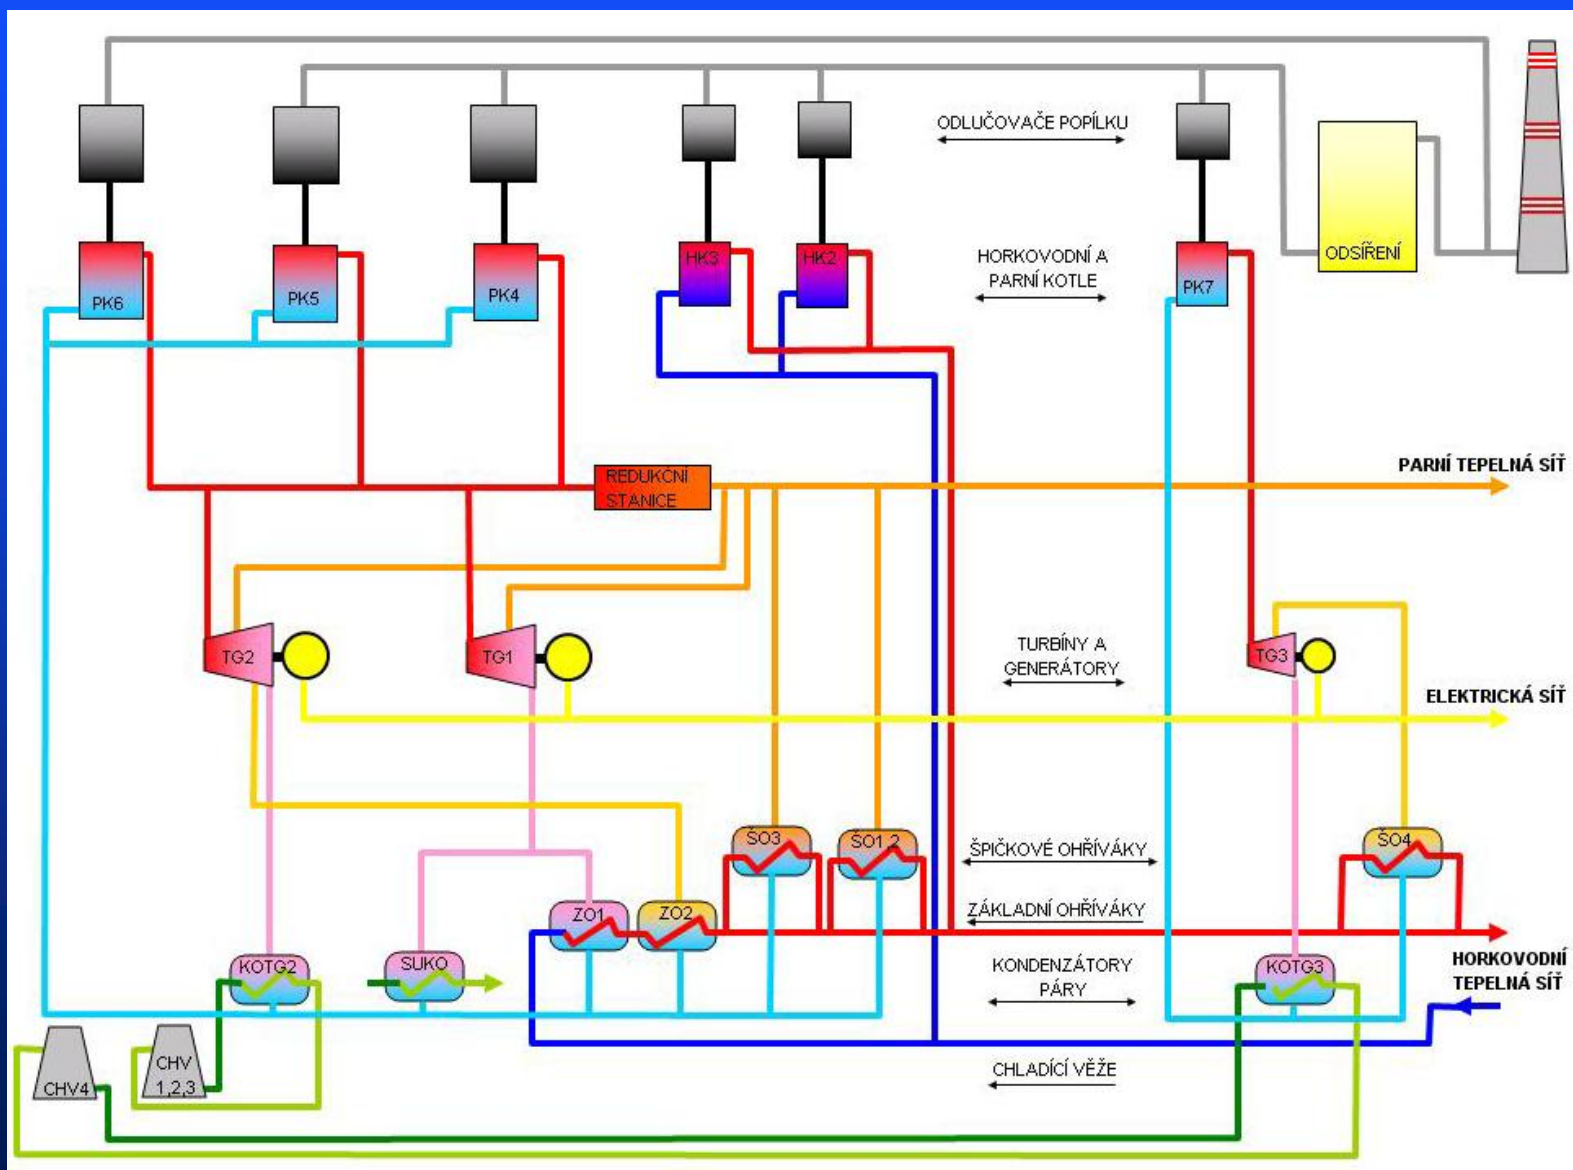 ODLUČOVAČE POPÍLKU
ODSÍŘENÍ
HK3
HK2
HORKOVODNÍ A
PARNÍ KOTLE
PK6
PK5
PK4
PK7
PARNÍ TEPELNÁ SÍŤ
REDUKČNÍ
STANICE
TG2
TG1
TURBÍNY A
GENERÁTORY
TG3
ELEKTRICKÁ SÍŤ
ŠO3
ŠO1,2
ŠPIČKOVÉ OHŘÍVÁKY
ŠO4
ZO1
ZO2
ZÁKLADNÍ OHŘÍVÁKY
KOTG2
SUKO
KONDENZÁTORY
PÁRY
KOTG3
HORKOVODNÍ
TEPELNÁ SÍŤ
CHV4
CHV
1,2,3
CHLADÍCÍ VĚŽE